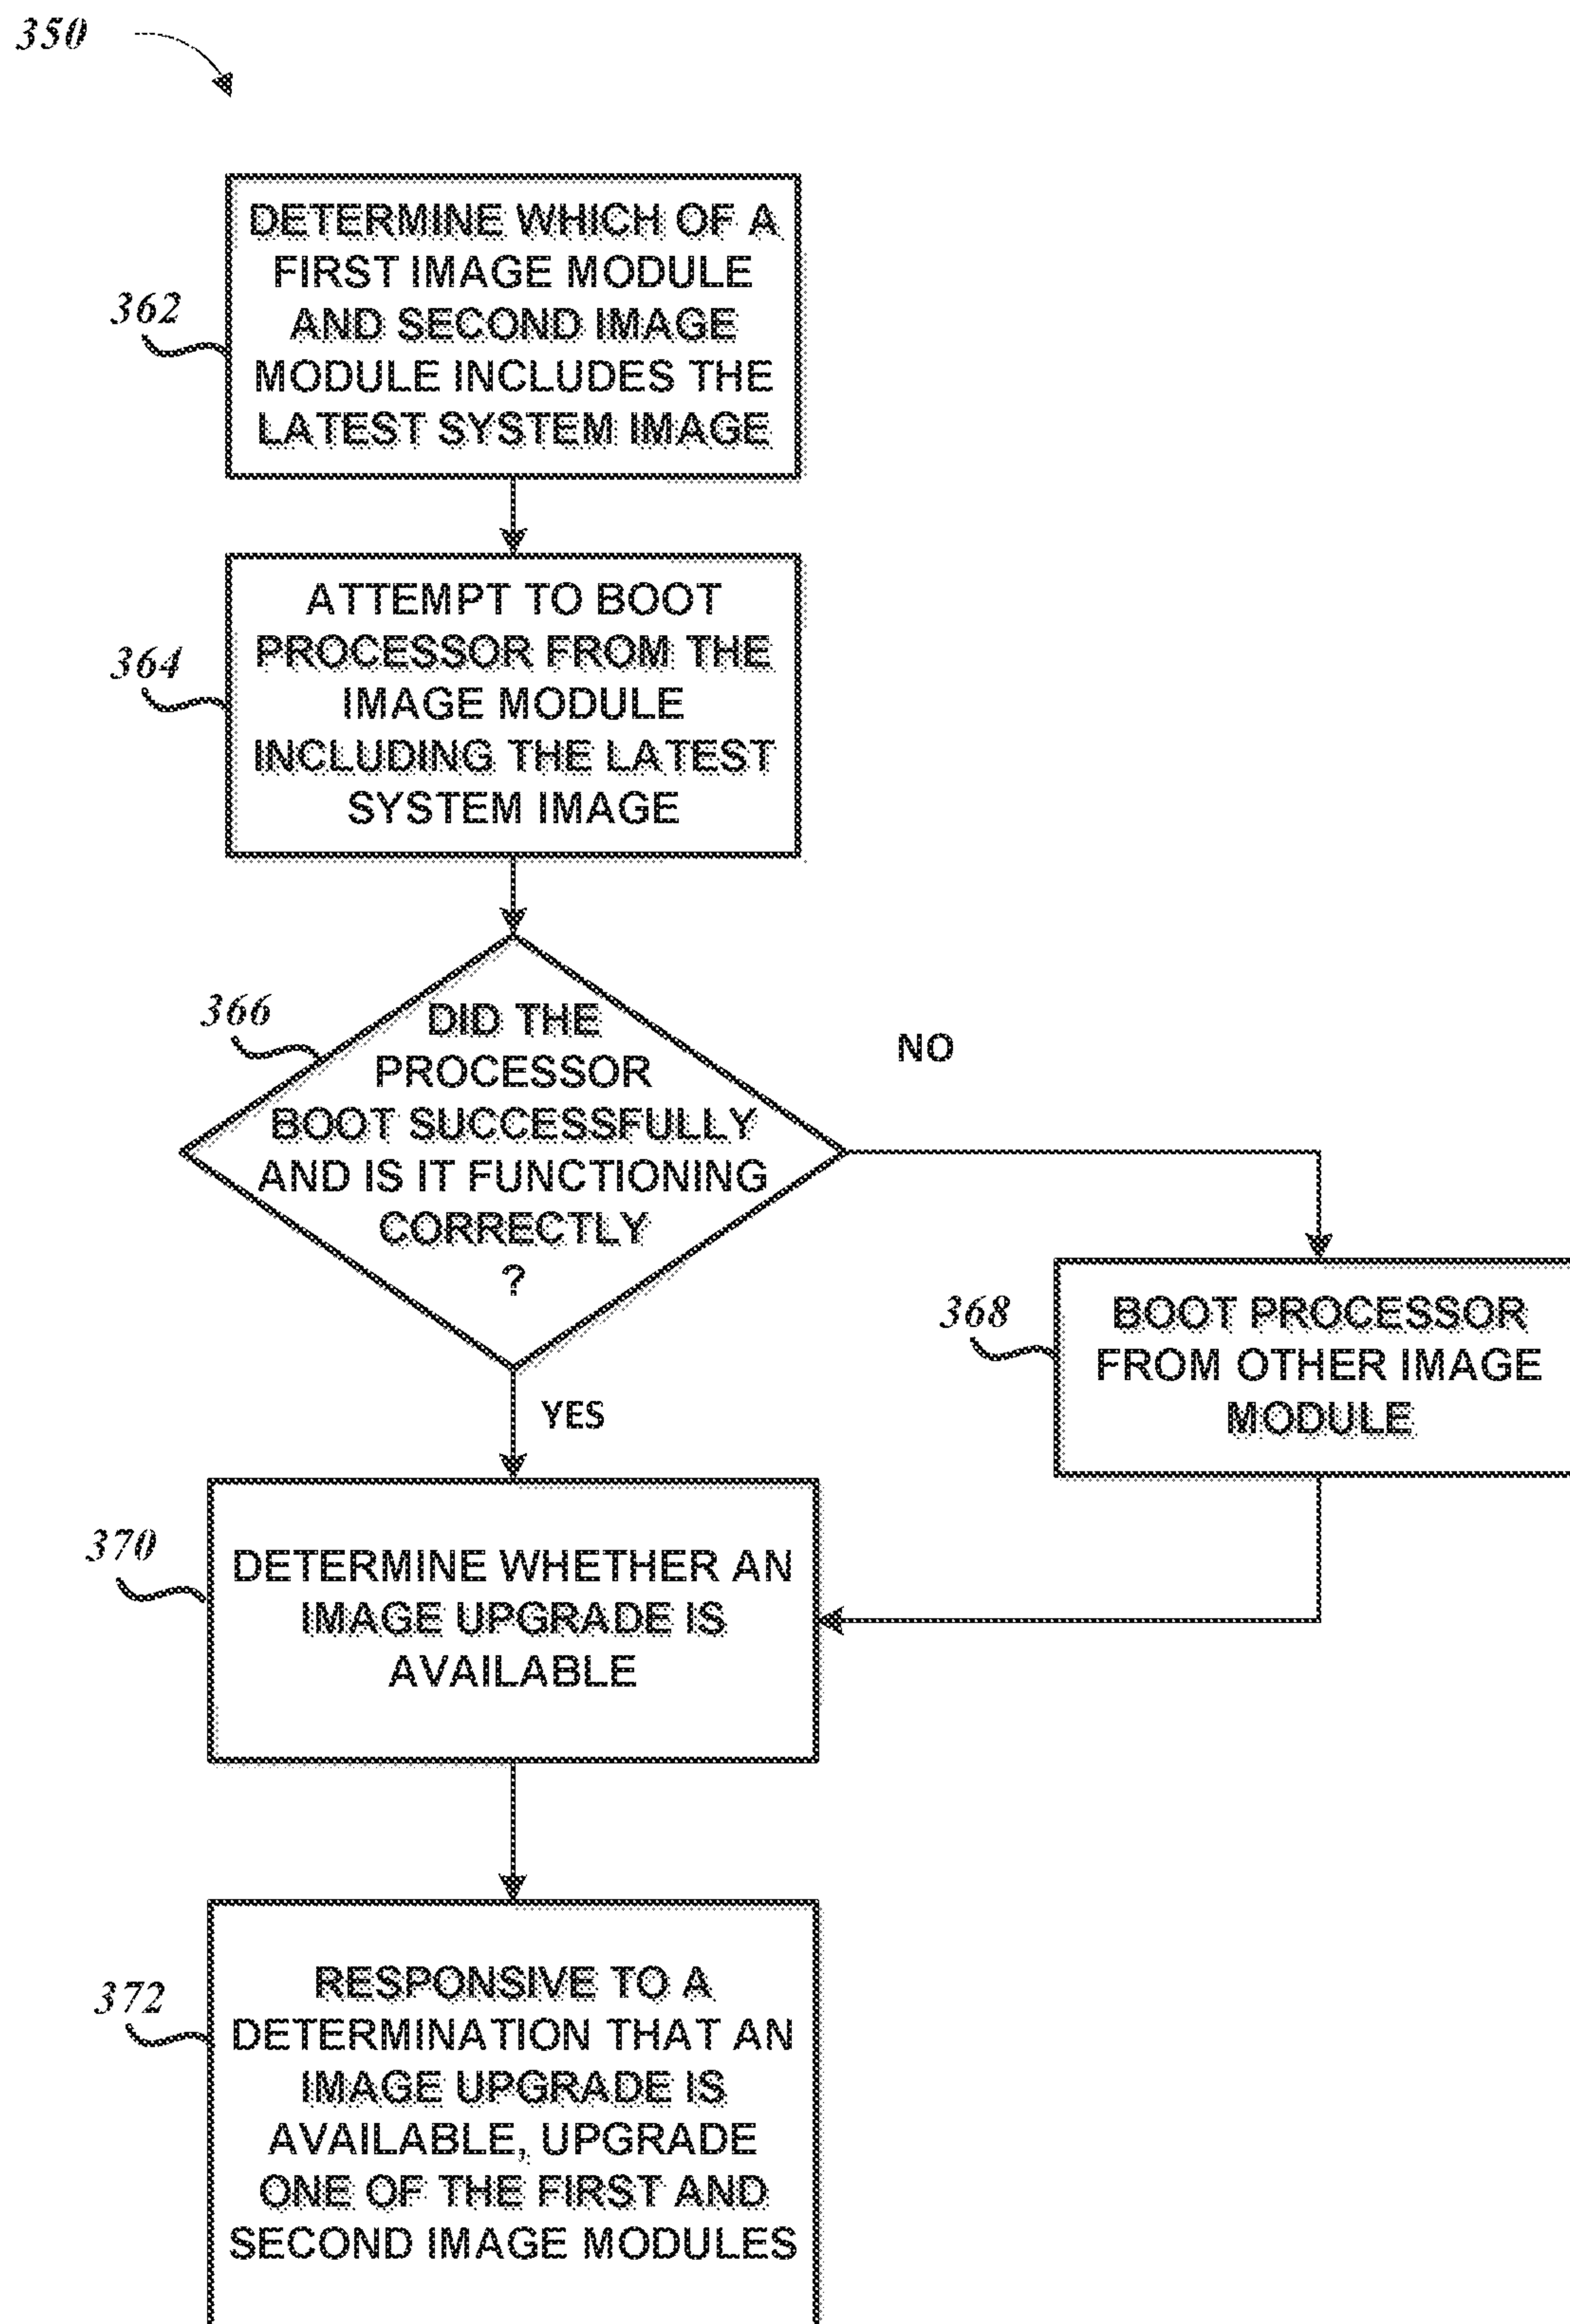 350
362
DETERMINE WHICH OF A
FIRST IMAGE MODULE
AND SECOND IMAGE
MODULE INCLUDES THE
LATEST SYSTEM IMAGE
364
ATTEMPT TO BOOT
PROCESSOR FROM THE
IMAGE MODULE
INCLUDING THE LATEST
SYSTEM IMAGE
366
DID THE
PROCESSOR
BOOT SUCCESSFULLY
AND IS IT FUNCTIONING
CORRECTLY
?
NO
368
BOOT PROCESSOR
FROM OTHER IMAGE
MODULE
YES
370
DETERMINE WHETHER AN
IMAGE UPGRADE IS
AVAILABLE
372
RESPONSIVE TO A
DETERMINATION THAT AN
IMAGE UPGRADE IS
AVAILABLE, UPGRADE
ONE OF THE FIRST AND
SECOND IMAGE MODULES